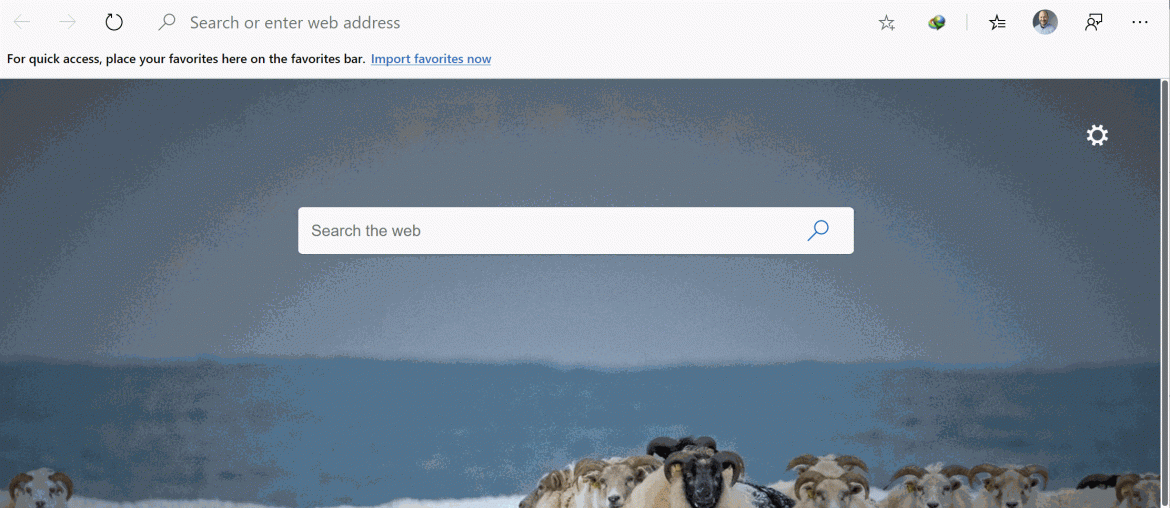 Search or enter web address
For quick access, place your favorites here on the favorites bar. Import favorites now
Search the web